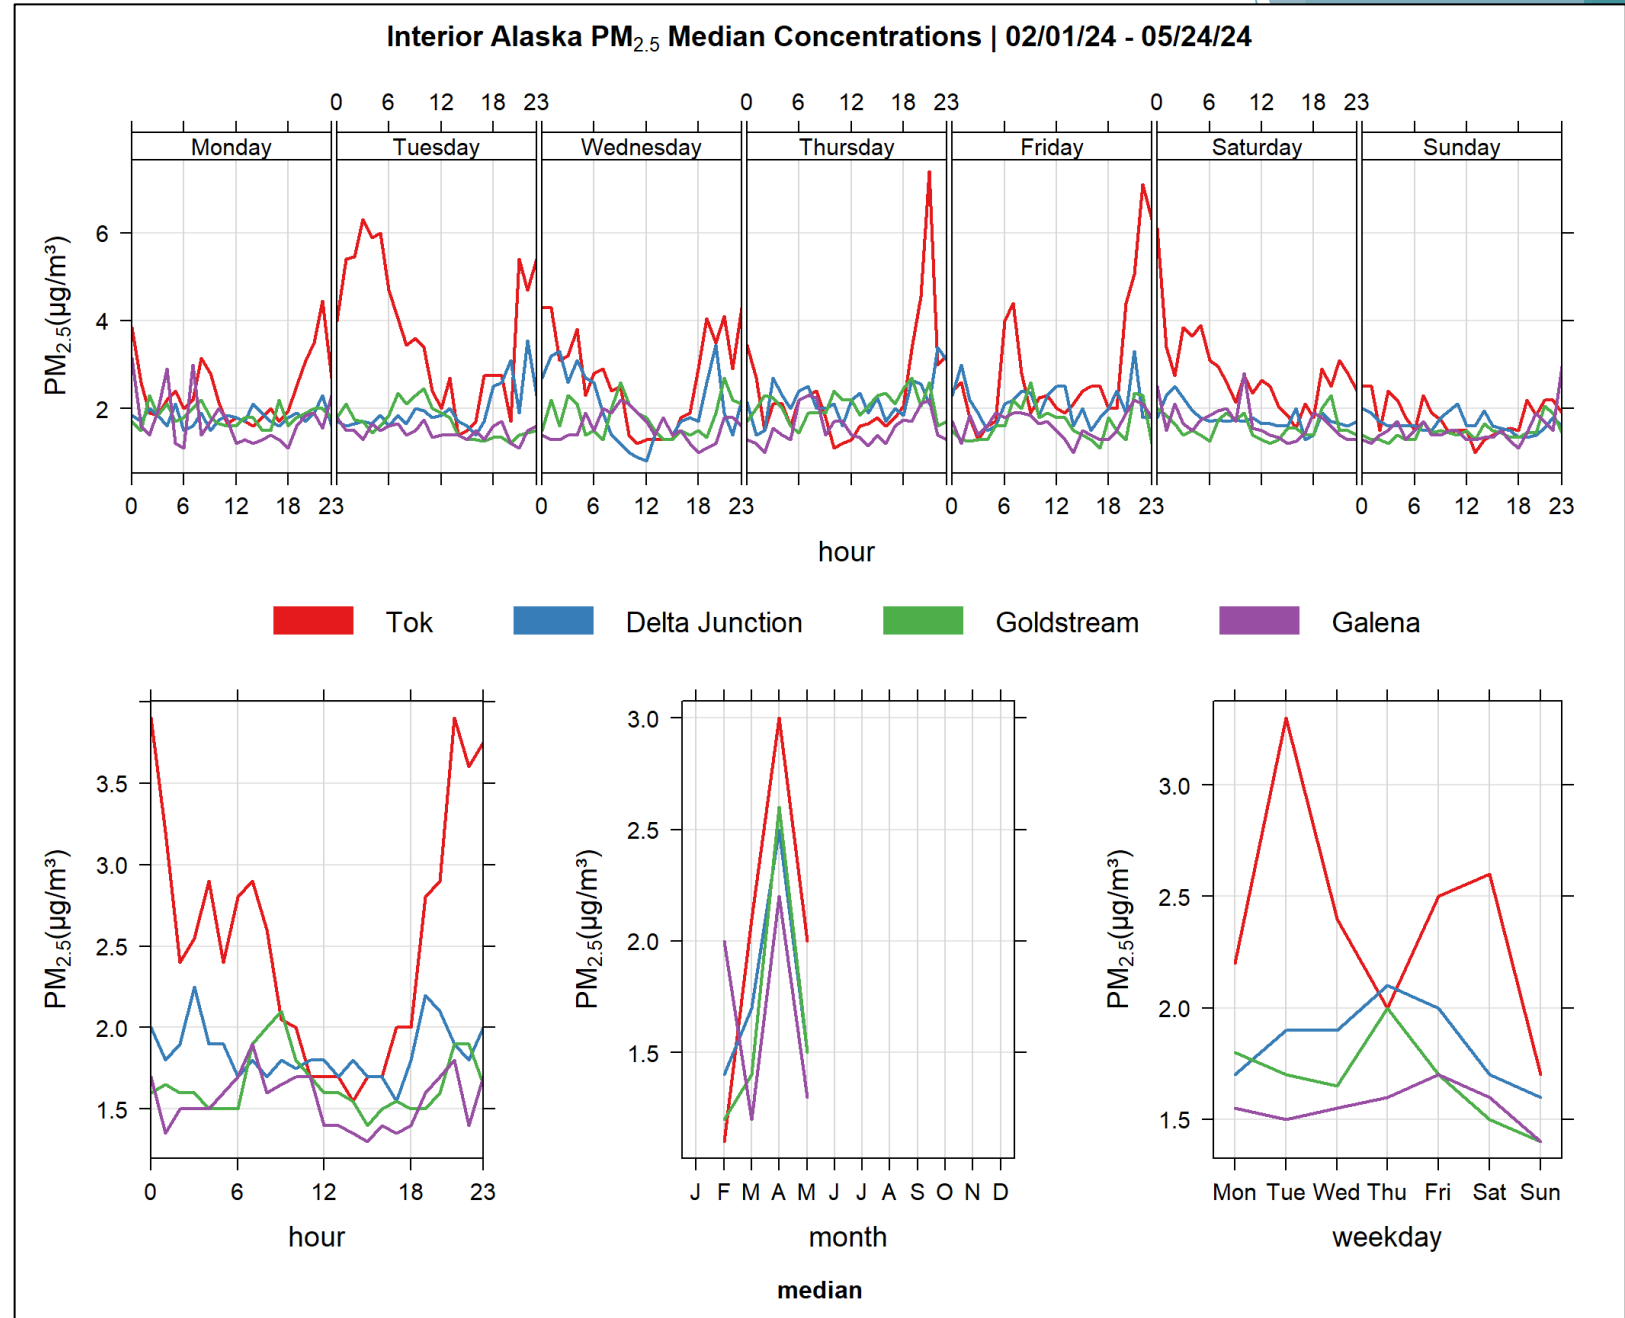 Interior Alaska PM2.5 Median Concentrations | 02/01/24 - 05/24/24
0 6 12 18 23 0 6 12 18 23 0 6 12 18 23
Monday Tuesday Wednesday Thursday Friday Saturday Sunday
PM2.5(µg/m³)
6
4
2
0 6 12 18 23 0 6 12 18 23 0 6 12 18 23 0 6 12 18 23
hour
Tok Delta Junction Goldstream Galena
PM2.5(µg/m³)
3.5
3.0
2.5
2.0
1.5
0 6 12 18 23
hour
PM2.5(µg/m³)
3.0
2.5
2.0
1.5
J F M A M J J A S O N D
month
PM2.5(µg/m³)
3.0
2.5
2.0
1.5
Mon Tue Wed Thu Fri Sat Sun
weekday
median